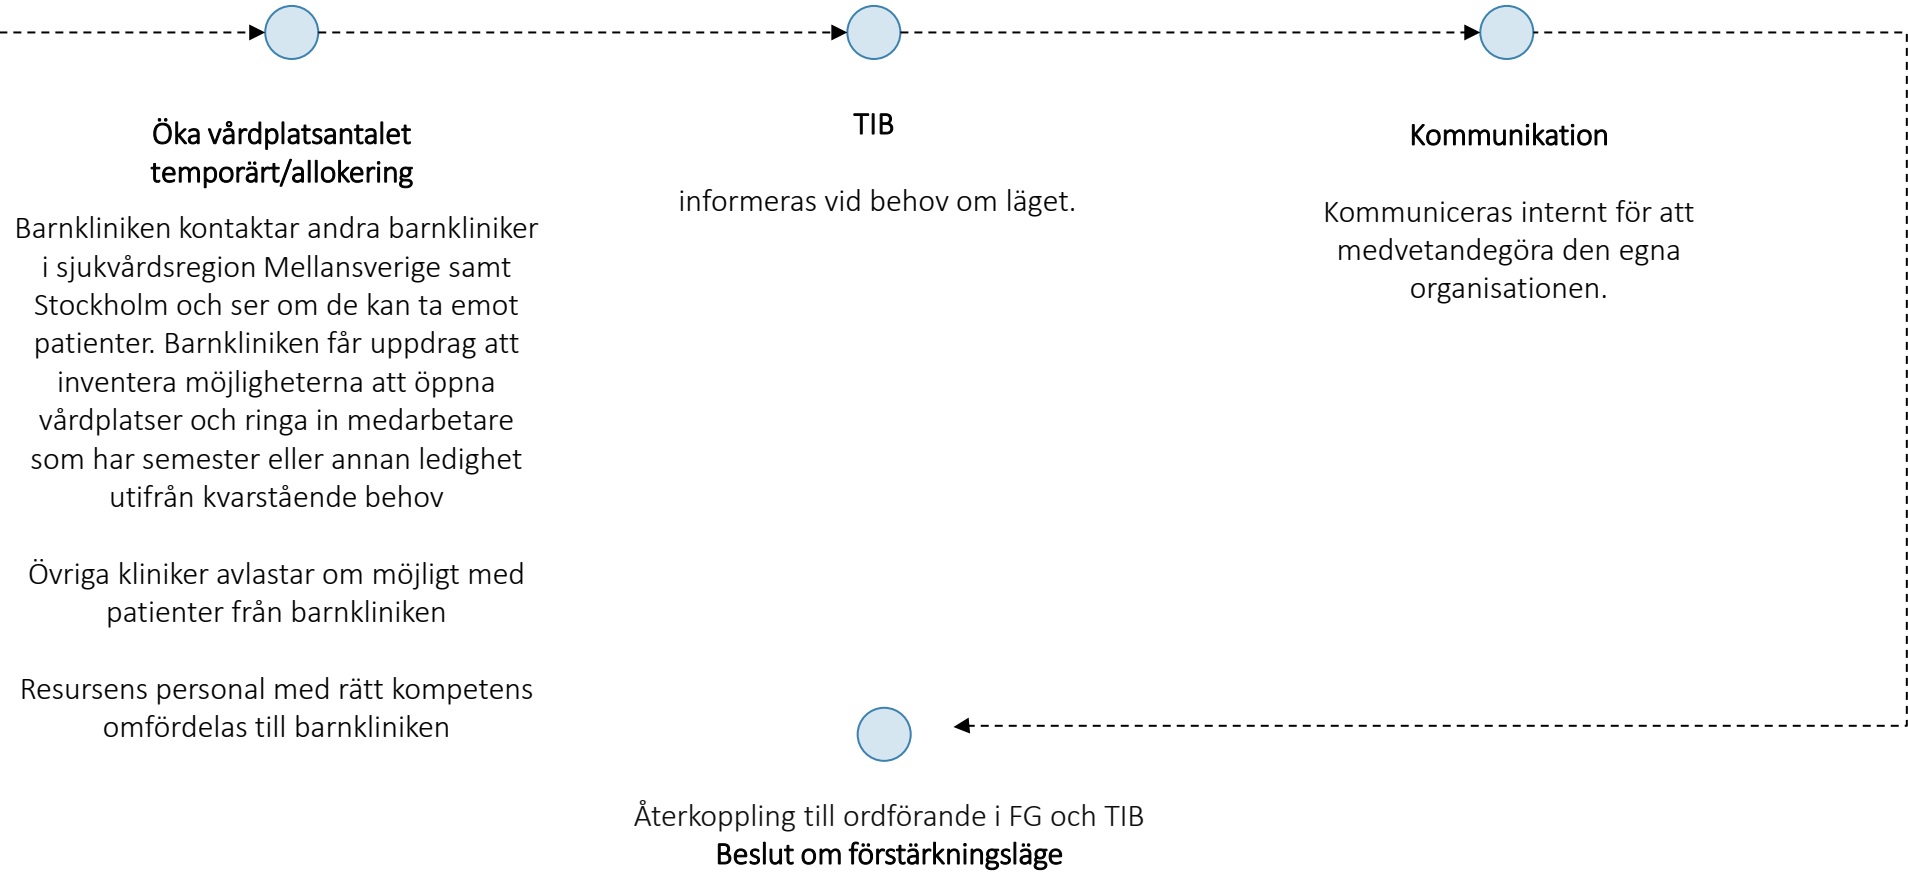 Öka vårdplatsantalet
temporärt/allokering
Barnkliniken kontaktar andra barnkliniker
i sjukvårdsregion Mellansverige samt
Stockholm och ser om de kan ta emot
patienter. Barnkliniken får uppdrag att
inventera möjligheterna att öppna
vårdplatser och ringa in medarbetare
som har semester eller annan ledighet
utifrån kvarstående behov
Övriga kliniker avlastar om möjligt med
patienter från barnkliniken
Resursens personal med rätt kompetens
omfördelas till barnkliniken
TIB
informeras vid behov om läget.
Kommunikation
Kommuniceras internt för att
medvetandegöra den egna
organisationen.
Återkoppling till ordförande i FG och TIB
Beslut om förstärkningsläge